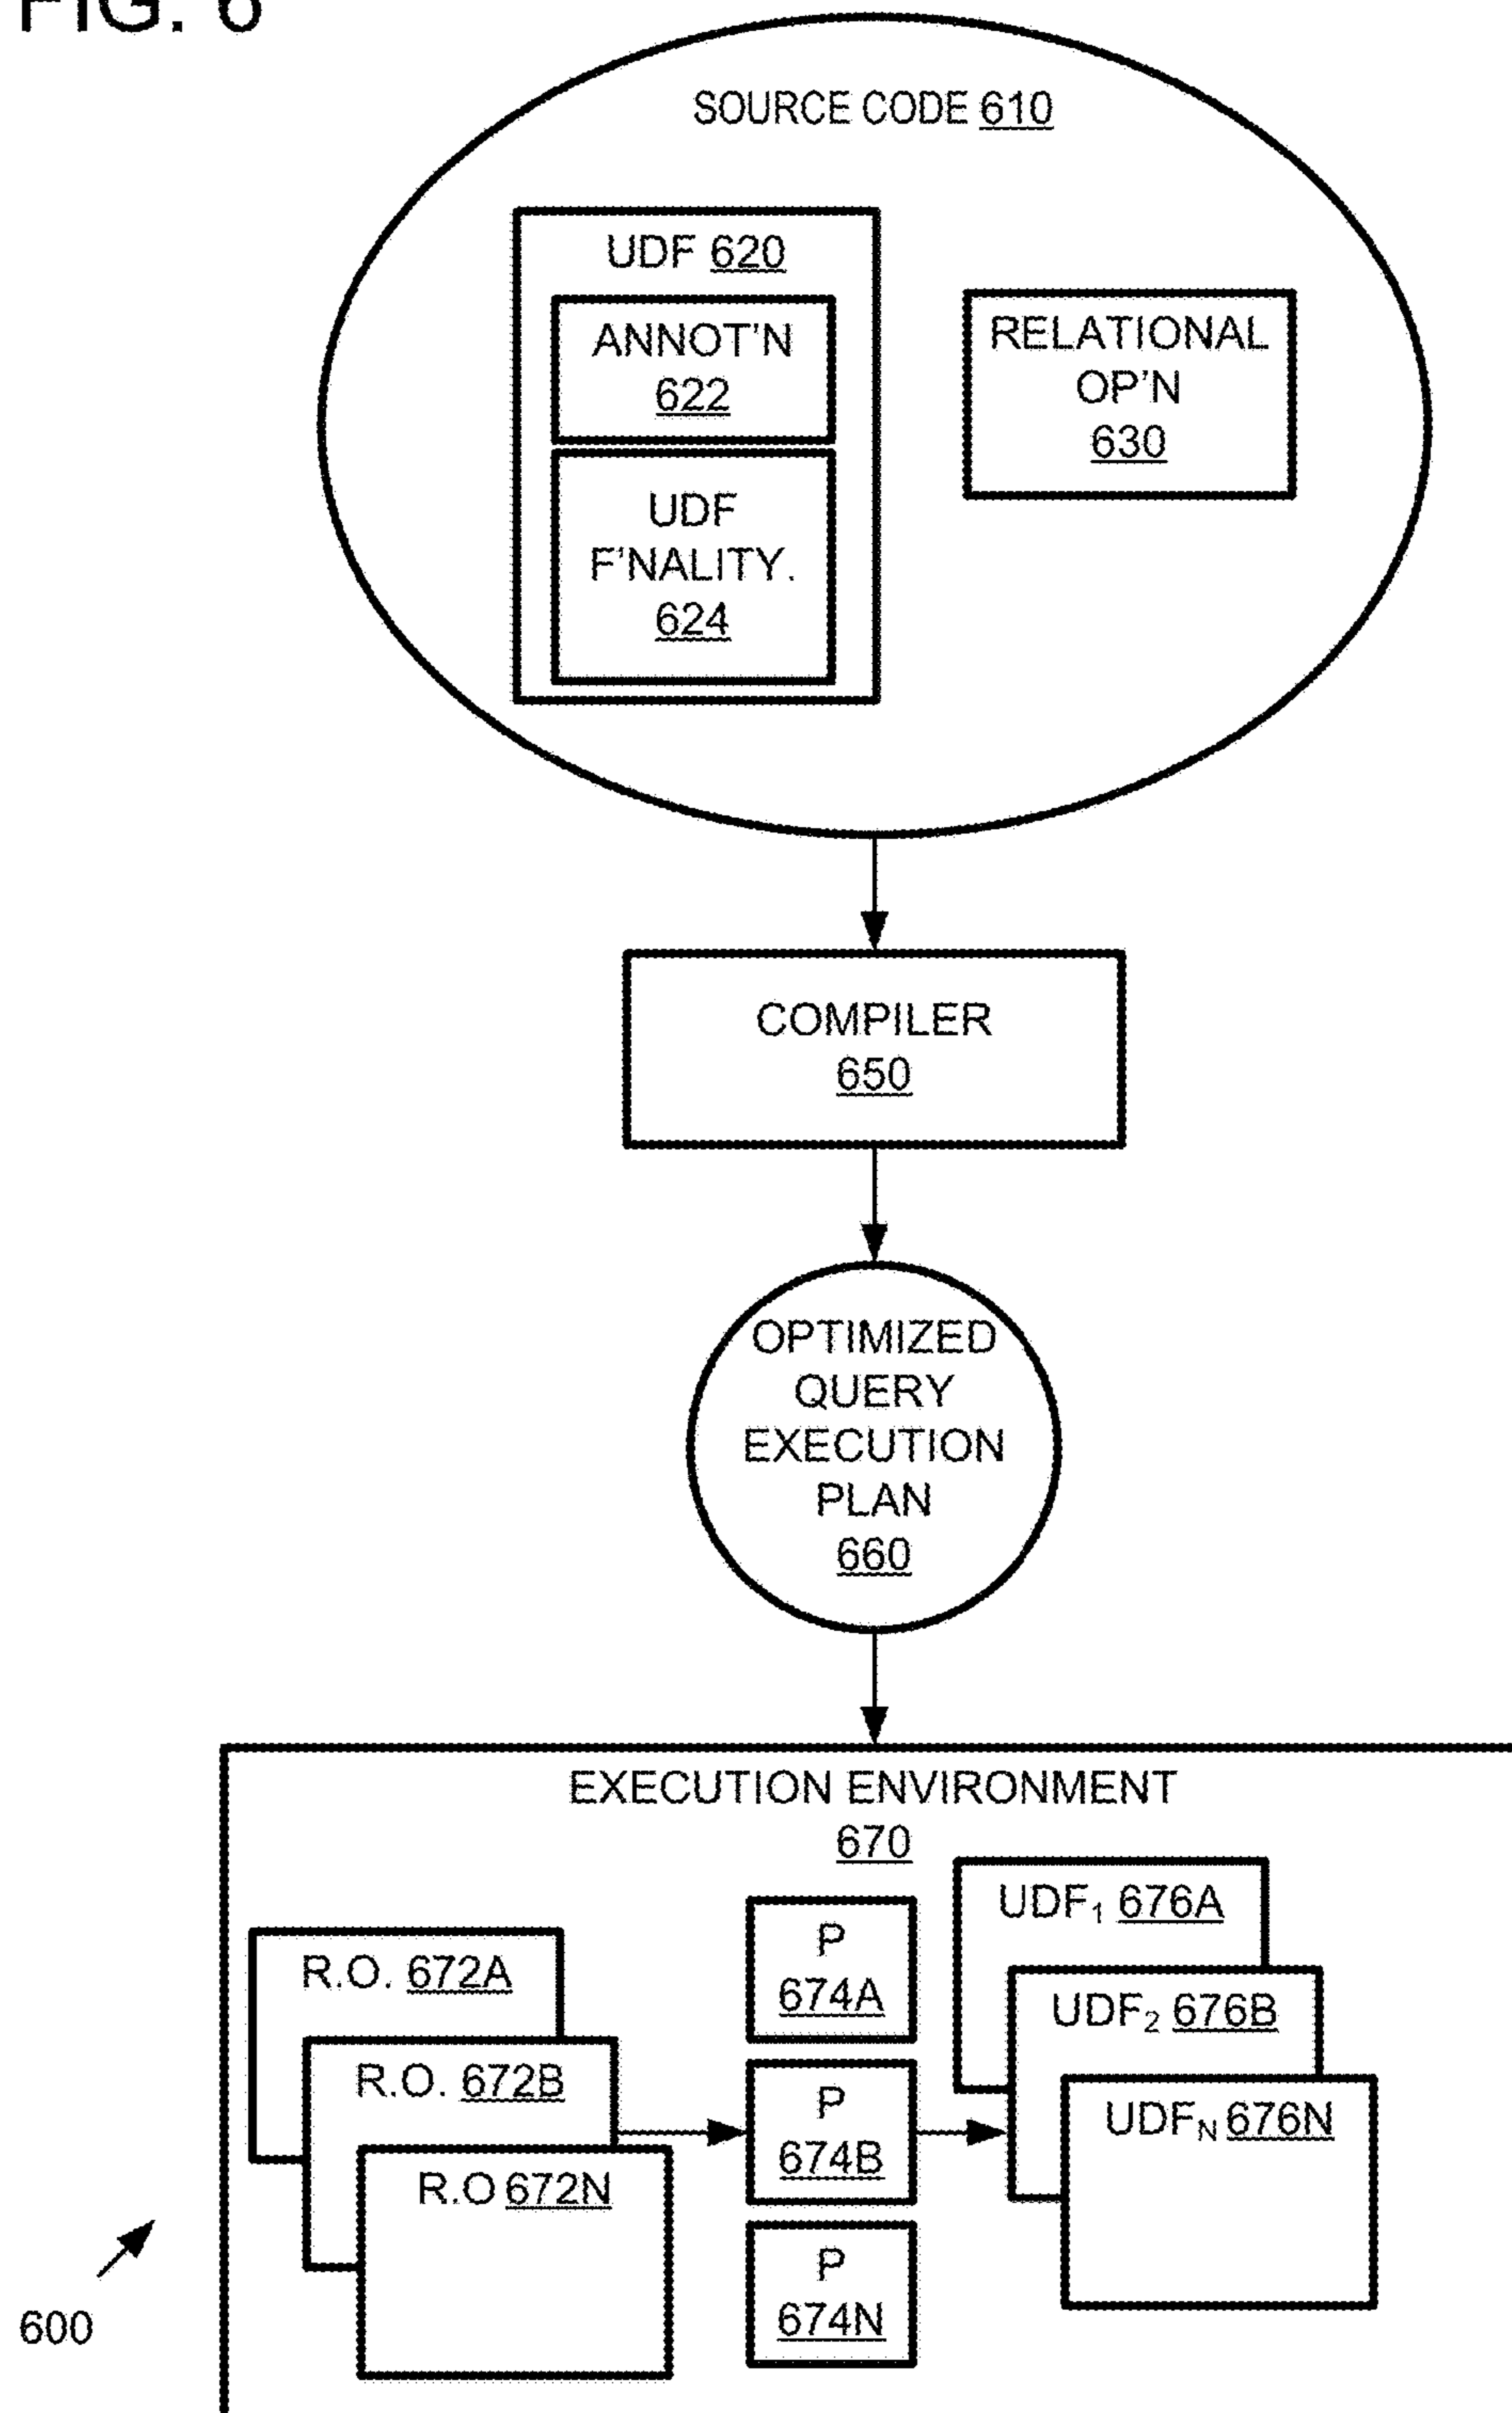 FIG. 6
SOURCE CODE 610
UDF 620
ANNOT'N
622
UDF
F'NALITY.
624
RELATIONAL
OP'N
630
COMPILER
650
OPTIMIZED
QUERY
EXECUTION
PLAN
660
EXECUTION ENVIRONMENT
670
R.O. 672A
R.O. 672B
R.O 672N
P
674A
P
674B
P
674N
UDF₁ 676A
UDF₂ 676B
UDFN 676N
600